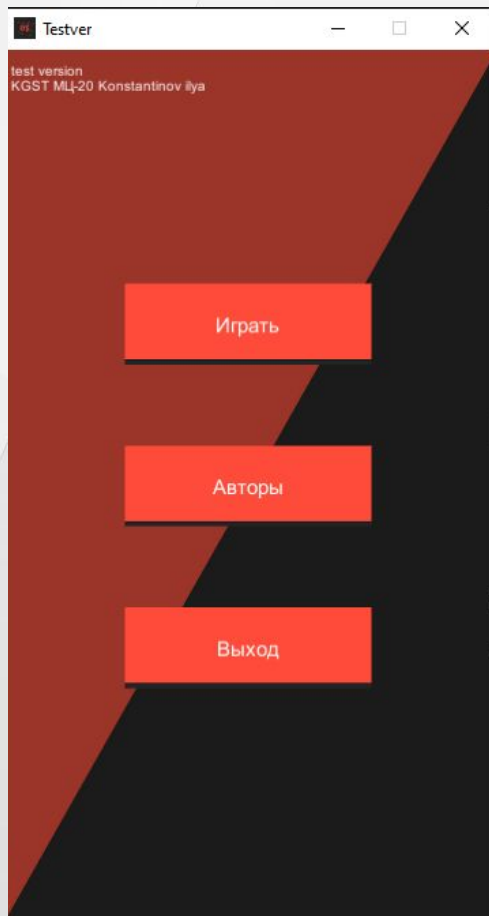 Testver
test version
KGST МЦ-20 Konstantinov ilya
Играть
Авторы
Выход